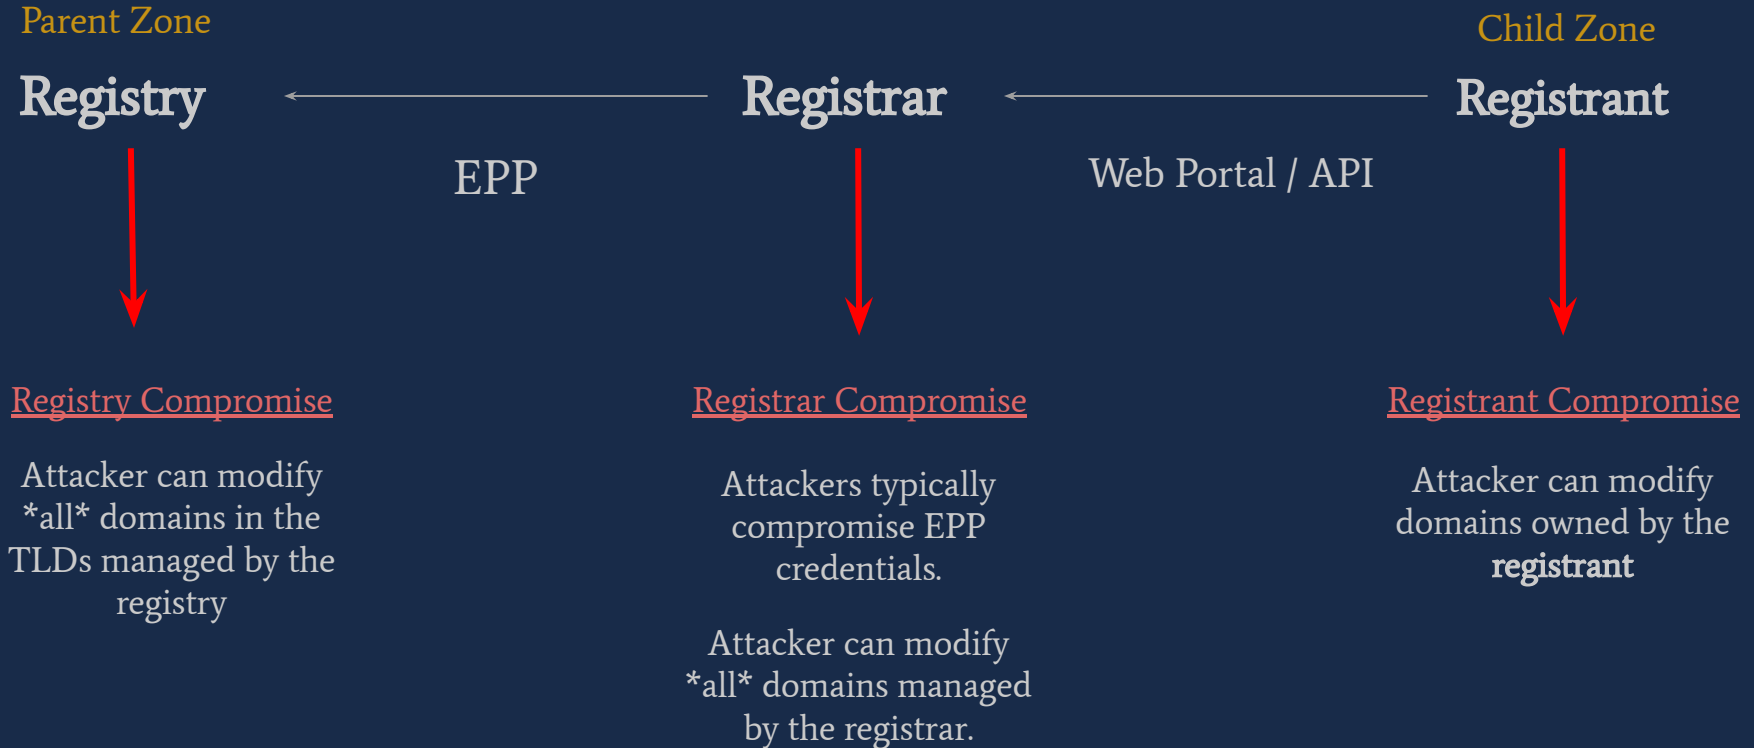 Parent Zone
Child Zone
Registry
Registrar
Registrant
EPP
Web Portal / API
Registry Compromise
Attacker can modify
*all* domains in the
TLDs managed by the
registry
Registrar Compromise
Attackers typically
compromise EPP
credentials.
Attacker can modify
*all* domains managed
by the registrar.
Registrant Compromise
Attacker can modify
domains owned by the
registrant